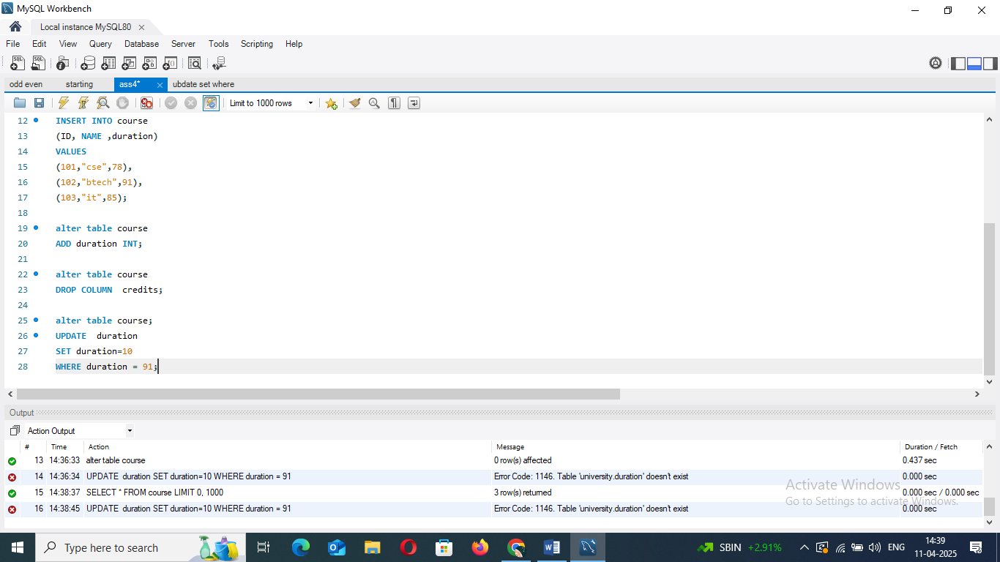 MySQL Workbench
Local instance MySQL80
File Edit View Query Database Server Tools Scripting Help
odd even starting ass4* ubdate set where
Limit to 1000 rows
12 INSERT INTO course
13 (ID, NAME ,duration)
14 VALUES
15 (101,"cse",78),
16 (102,"btech",91),
17 (103,"it",85);
18
19 alter table course
20 ADD duration INT;
21
22 alter table course
23 DROP COLUMN  credits;
24
25 alter table course;
26 UPDATE  duration
27 SET duration=10
28 WHERE duration = 91;
Output
Action Output
# Time Action Message Duration / Fetch
13 14:36:33 alter table course 0 row(s) affected 0.437 sec
14 14:36:34 UPDATE  duration SET duration=10 WHERE duration = 91 Error Code: 1146. Table 'university.duration' doesn't exist 0.000 sec
15 14:38:37 SELECT * FROM course LIMIT 0, 1000 3 row(s) returned 0.000 sec / 0.000 sec
16 14:38:45 UPDATE  duration SET duration=10 WHERE duration = 91 Error Code: 1146. Table 'university.duration' doesn't exist 0.000 sec
Activate Windows
Go to Settings to activate Windows.
Type here to search
SBIN +2.91%
ENG
14:39
11-04-2025